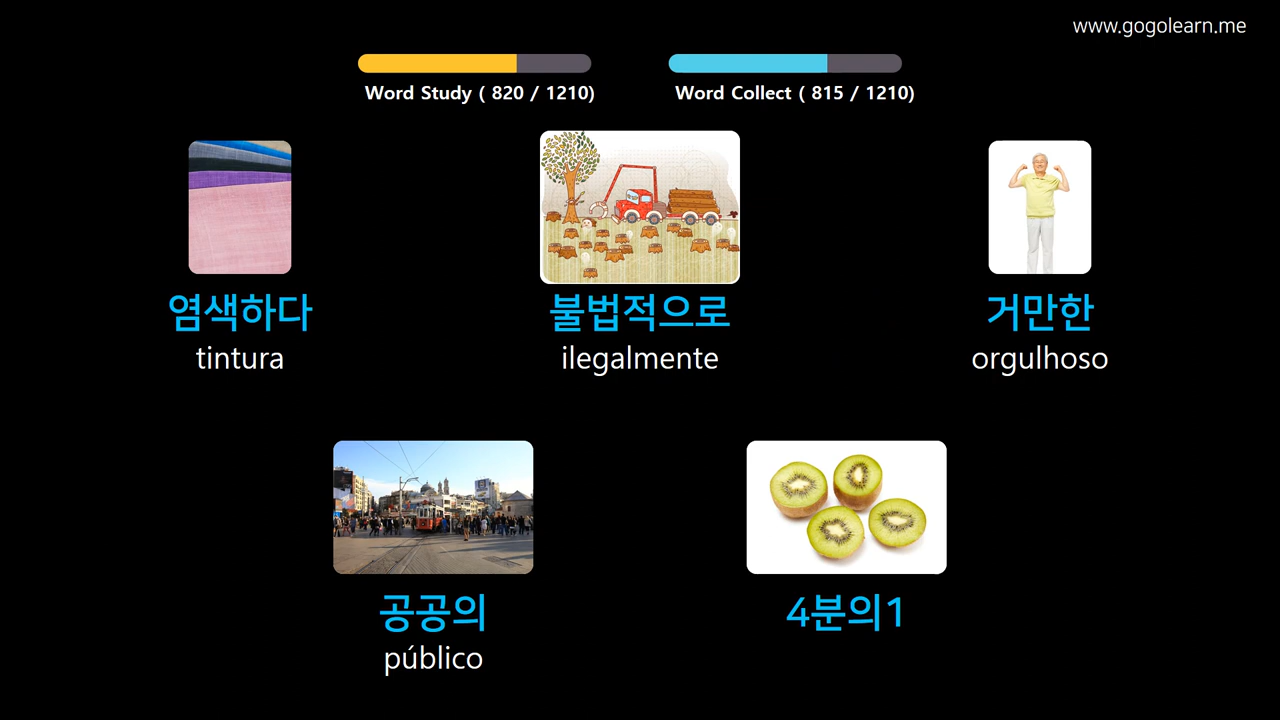 www.gogolearn.me
Word Study ( 820 / 1210)
Word Collect ( 815 / 1210)
염색하다
tintura
불법적으로
ilegalmente
거만한
orgulhoso
공공의
público
4분의1